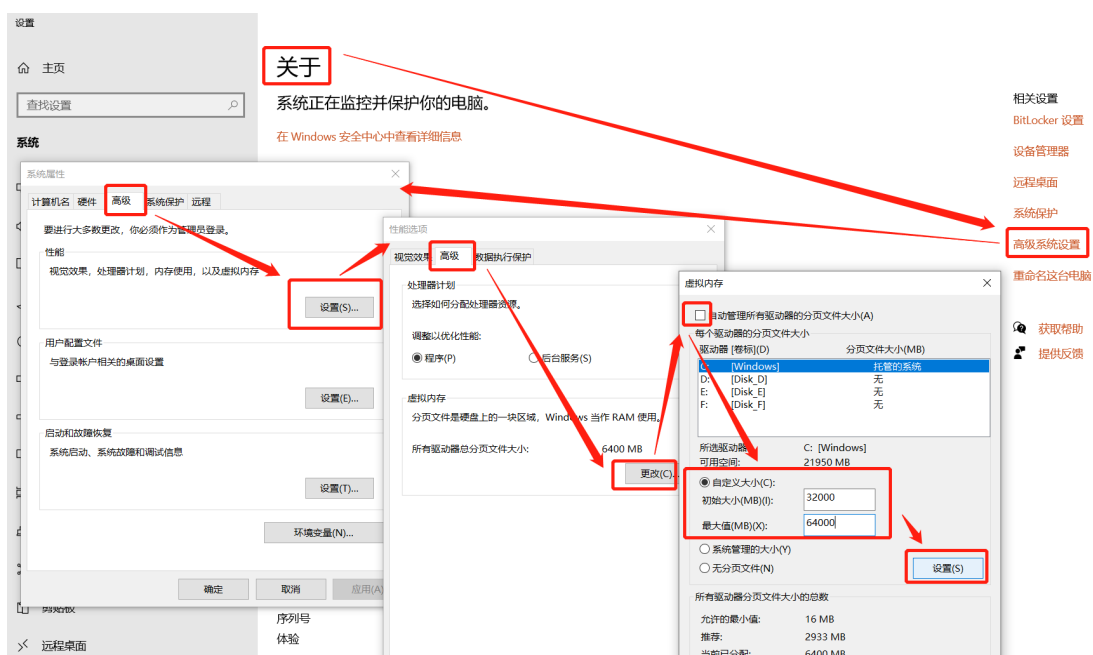 设置
主页
查找设置
系统
关于
系统正在监控并保护你的电脑。
在 Windows 安全中心中查看详细信息
相关设置
BitLocker 设置
设备管理器
远程桌面
系统保护
高级系统设置
重命名这台电脑
获取帮助
提供反馈
系统属性
计算机名 硬件 高级 系统保护 远程
要进行大多数更改，你必须作为管理员登录。
性能
视觉效果，处理器计划，内存使用，以及虚拟内存
设置(S)...
用户配置文件
与登录帐户相关的桌面设置
设置(E)...
启动和故障恢复
系统启动、系统故障和调试信息
设置(T)...
环境变量(N)...
确定 取消 应用(A)
性能选项
视觉效果 高级 数据执行保护
处理器计划
选择如何分配处理器资源。
调整以优化性能:
程序(P) 后台服务(S)
虚拟内存
分页文件是硬盘上的一块区域，Windows 当作 RAM 使用。
所有驱动器总分页文件大小: 6400 MB
更改(C)...
虚拟内存
自动管理所有驱动器的分页文件大小(A)
每个驱动器的分页文件大小
驱动器 [卷标](D) 分页文件大小(MB)
C: [Windows] 托管的系统
D: [Disk_D] 无
E: [Disk_E] 无
F: [Disk_F] 无
所选驱动器: C: [Windows]
可用空间: 21950 MB
自定义大小(C):
初始大小(MB)(I): 32000
最大值(MB)(X): 64000
系统管理的大小(Y)
无分页文件(N) 设置(S)
所有驱动器分页文件大小的总数
允许的最小值: 16 MB
推荐: 2933 MB
当前已分配: 6400 MB
剪贴板
远程桌面
序列号
体验